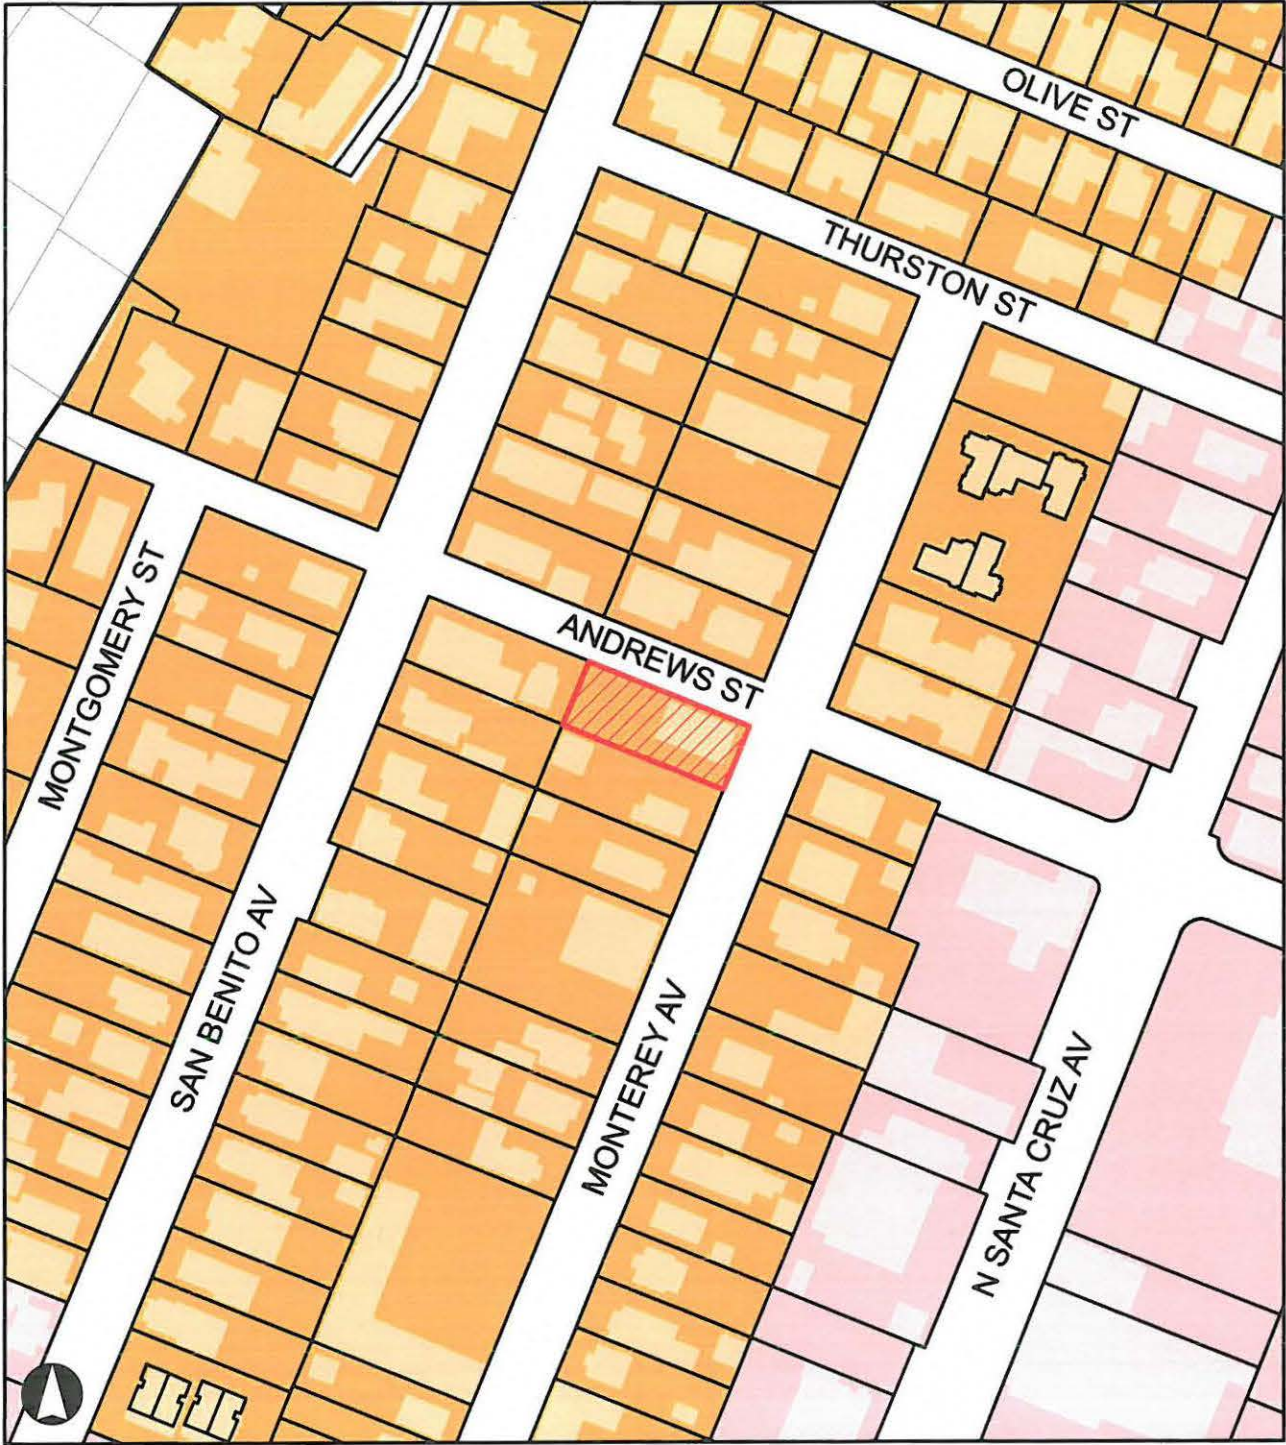 OLIVE ST
THURSTON ST
ANDREWS ST
MONTGOMERY ST
SAN BENITO AV
MONTEREY AV
N SANTA CRUZ AV